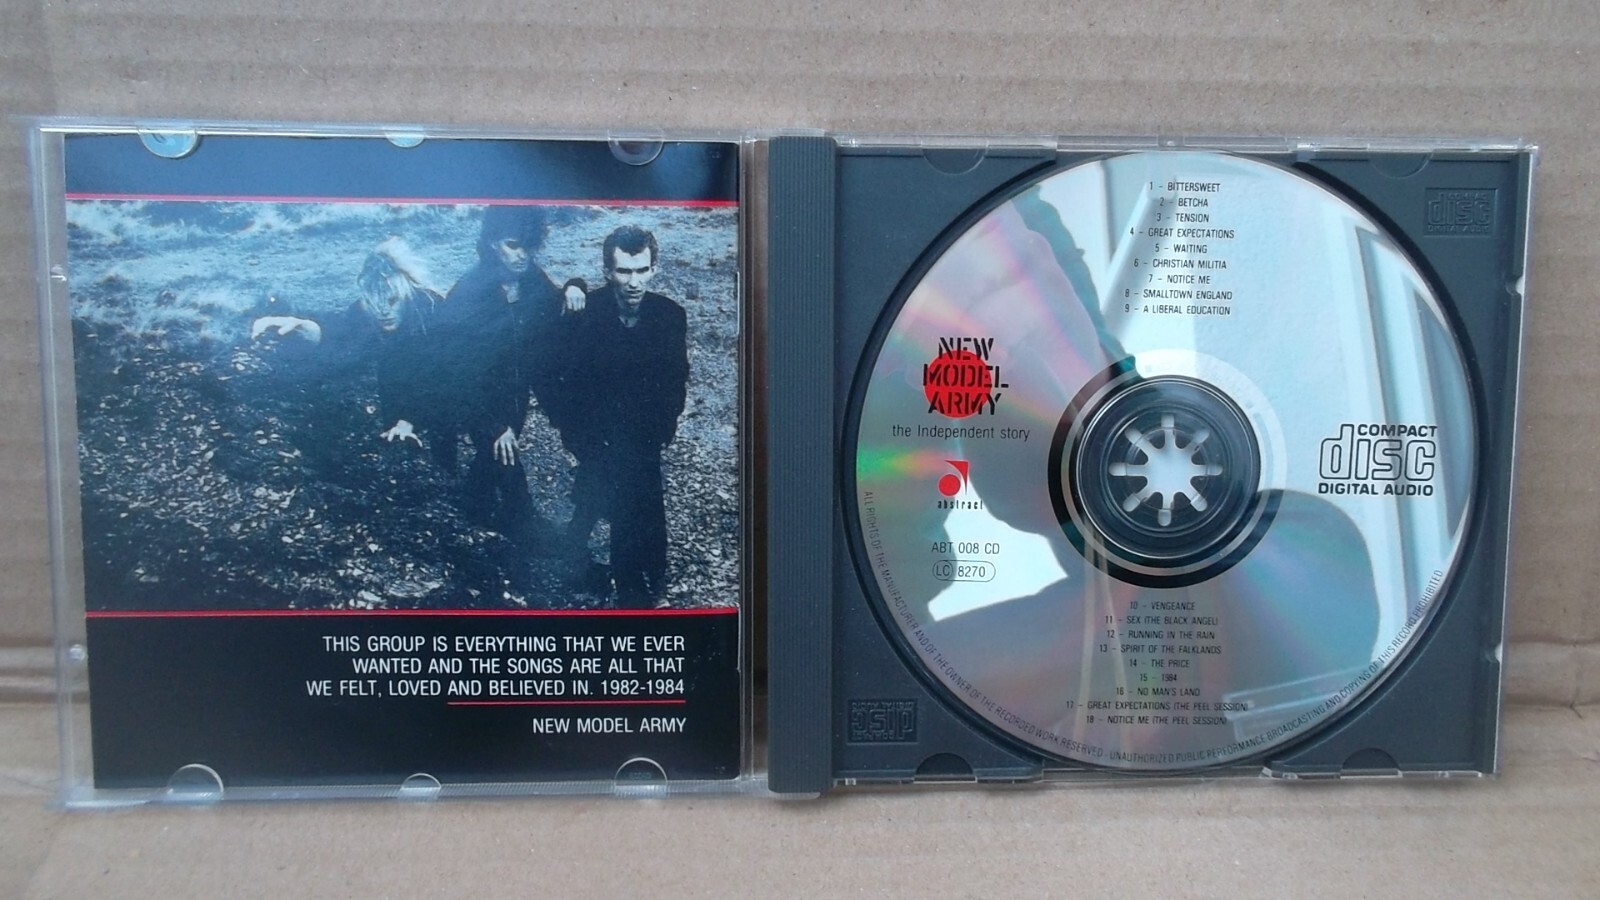 THIS GROUP IS EVERYTHING THAT WE EVER
WANTED AND THE SONGS ARE ALL THAT
WE FELT, LOVED AND BELIEVED IN. 1982-1984
NEW MODEL ARMY
1 - BITTERSWEET
2 - BETCHA
3 - TENSION
4 - GREAT EXPECTATIONS
5 - WAITING
6 - CHRISTIAN MILITIA
7 - NOTICE ME
8 - SMALLTOWN ENGLAND
9 - A LIBERAL EDUCATION
NEW
MODEL
ARMY
the Independent story
abstract
ABT 008 CD
LC 8270
COMPACT
disc
DIGITAL AUDIO
10 - VENGEANCE
11 - SEX (THE BLACK ANGEL)
12 - RUNNING IN THE RAIN
13 - SPIRIT OF THE FALKLANDS
14 - THE PRICE
15 - 1984
16 - NO MAN'S LAND
17 - GREAT EXPECTATIONS (THE PEEL SESSION)
18 - NOTICE ME (THE PEEL SESSION)
ALL RIGHTS OF THE MANUFACTURER AND OF THE OWNER OF THE RECORDED WORK RESERVED - UNAUTHORIZED PUBLIC PERFORMANCE BROADCASTING AND COPYING OF THIS RECORD PROHIBITED
disc
disc